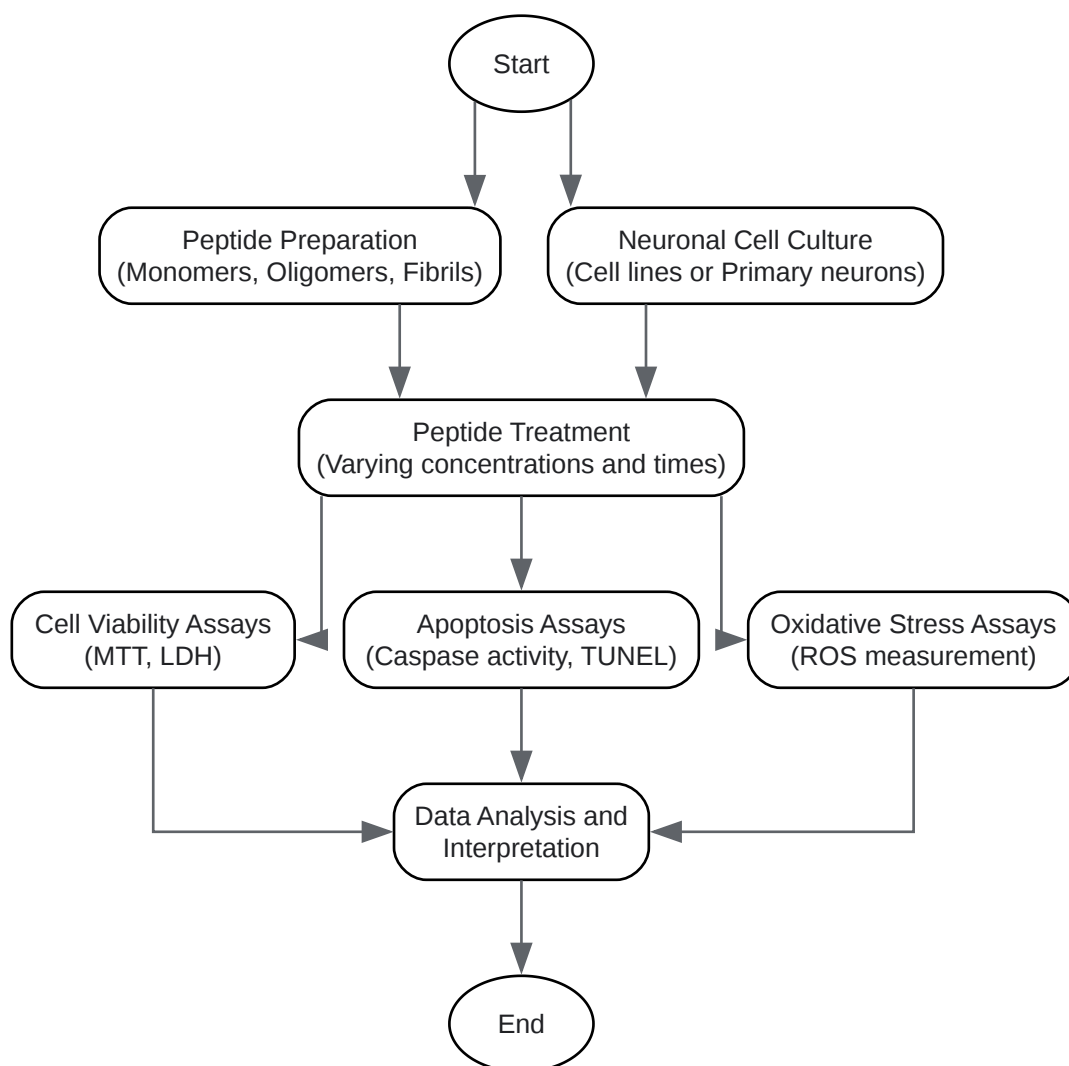 Start
Peptide Preparation
(Monomers, Oligomers, Fibrils)
Neuronal Cell Culture
(Cell lines or Primary neurons)
Peptide Treatment
(Varying concentrations and times)
Cell Viability Assays
(MTT, LDH)
Apoptosis Assays
(Caspase activity, TUNEL)
Oxidative Stress Assays
(ROS measurement)
Data Analysis and
Interpretation
End